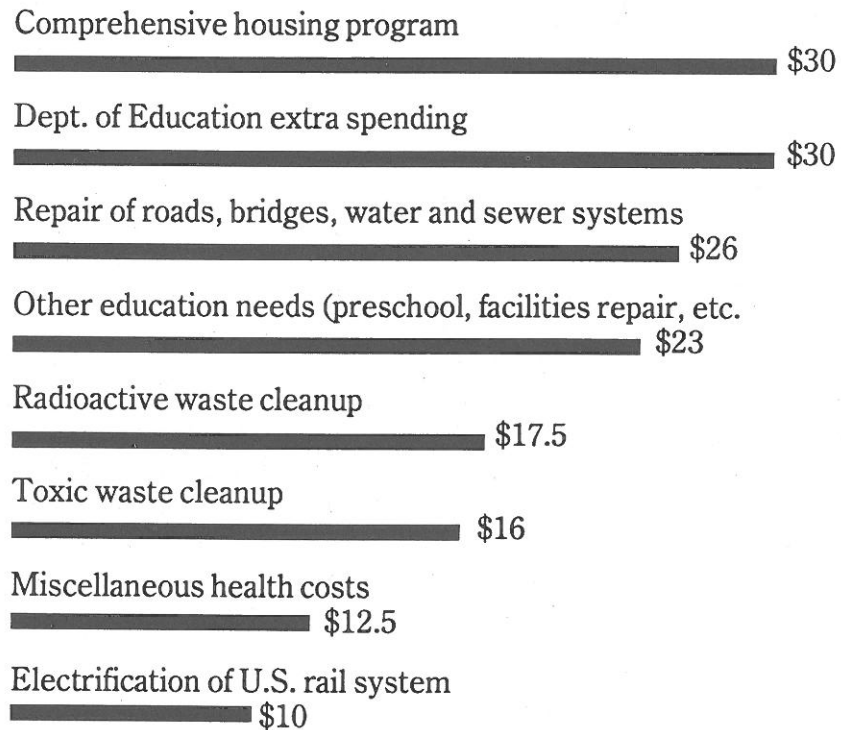 Comprehensive housing program
$30
Dept. of Education extra spending
$30
Repair of roads, bridges, water and sewer systems
$26
Other education needs (preschool, facilities repair, etc.
$23
Radioactive waste cleanup
$17.5
Toxic waste cleanup
$16
Miscellaneous health costs
$12.5
Electrification of U.S. rail system
$10